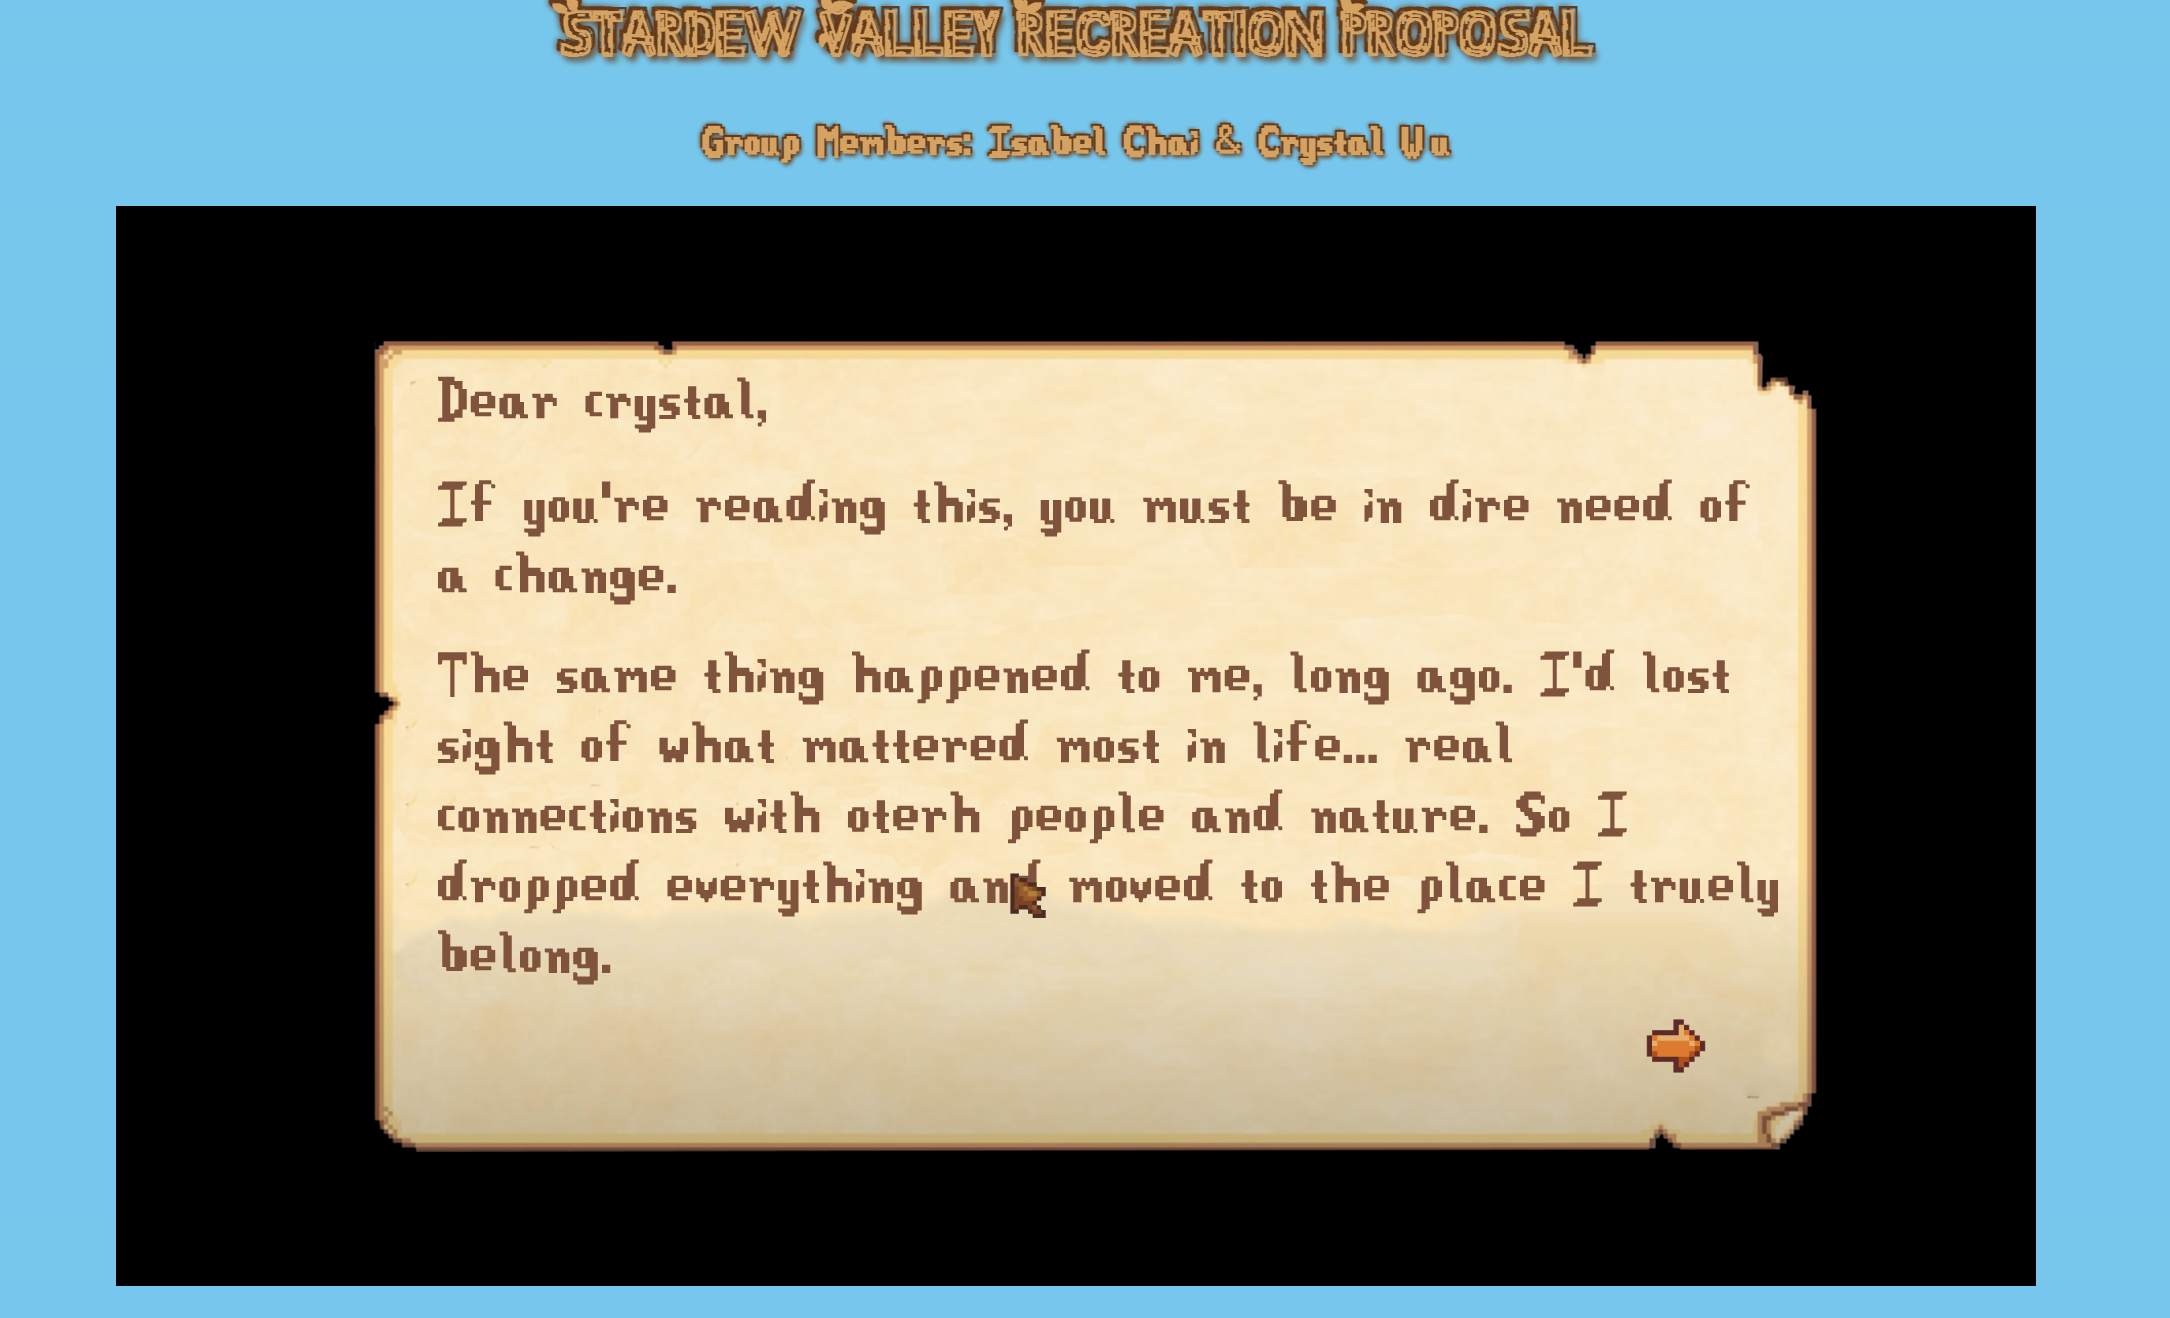 STARDEW VALLEY RECREATION PROPOSAL
Group Members: Isabel Chai & Crystal Wu
Dear crystal,
If you're reading this, you must be in dire need of
a change.
The same thing happened to me, long ago. I'd lost
sight of what mattered most in life... real
connections with oterh people and nature. So I
dropped everything and moved to the place I truely
belong.